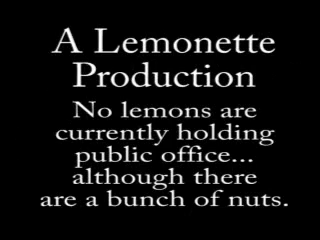 A Lemonette
Production
No lemons are
currently holding
public office...
although there
are a bunch of nuts.